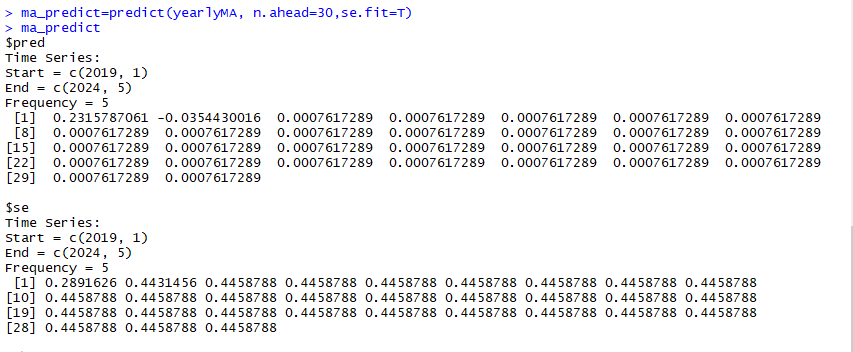 > ma_predict=predict(yearlyMA, n.ahead=30,se.fit=T)
> ma_predict
$pred
Time Series:
Start = c(2019, 1)
End = c(2024, 5)
Frequency = 5
 [1]  0.2315787061 -0.0354430016  0.0007617289  0.0007617289  0.0007617289  0.0007617289  0.0007617289
 [8]  0.0007617289  0.0007617289  0.0007617289  0.0007617289  0.0007617289  0.0007617289  0.0007617289
[15]  0.0007617289  0.0007617289  0.0007617289  0.0007617289  0.0007617289  0.0007617289  0.0007617289
[22]  0.0007617289  0.0007617289  0.0007617289  0.0007617289  0.0007617289  0.0007617289  0.0007617289
[29]  0.0007617289  0.0007617289

$se
Time Series:
Start = c(2019, 1)
End = c(2024, 5)
Frequency = 5
 [1] 0.2891626 0.4431456 0.4458788 0.4458788 0.4458788 0.4458788 0.4458788 0.4458788 0.4458788
[10] 0.4458788 0.4458788 0.4458788 0.4458788 0.4458788 0.4458788 0.4458788 0.4458788 0.4458788
[19] 0.4458788 0.4458788 0.4458788 0.4458788 0.4458788 0.4458788 0.4458788 0.4458788 0.4458788
[28] 0.4458788 0.4458788 0.4458788